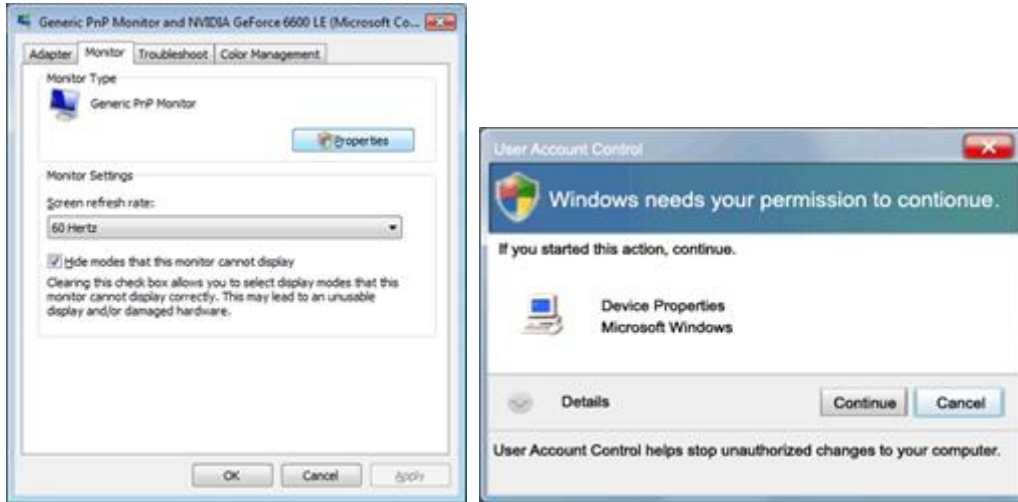 Generic PnP Monitor and NVIDIA GeForce 6600 LE (Microsoft Co...
Adapter Monitor Troubleshoot Color Management
Monitor Type
Generic PnP Monitor
Properties
Monitor Settings
Screen refresh rate:
60 Hertz
Hide modes that this monitor cannot display
Clearing this check box allows you to select display modes that this
monitor cannot display correctly. This may lead to an unusable
display and/or damaged hardware.
OK Cancel Apply
User Account Control
Windows needs your permission to contionue.
If you started this action, continue.
Device Properties
Microsoft Windows
Details Continue Cancel
User Account Control helps stop unauthorized changes to your computer.